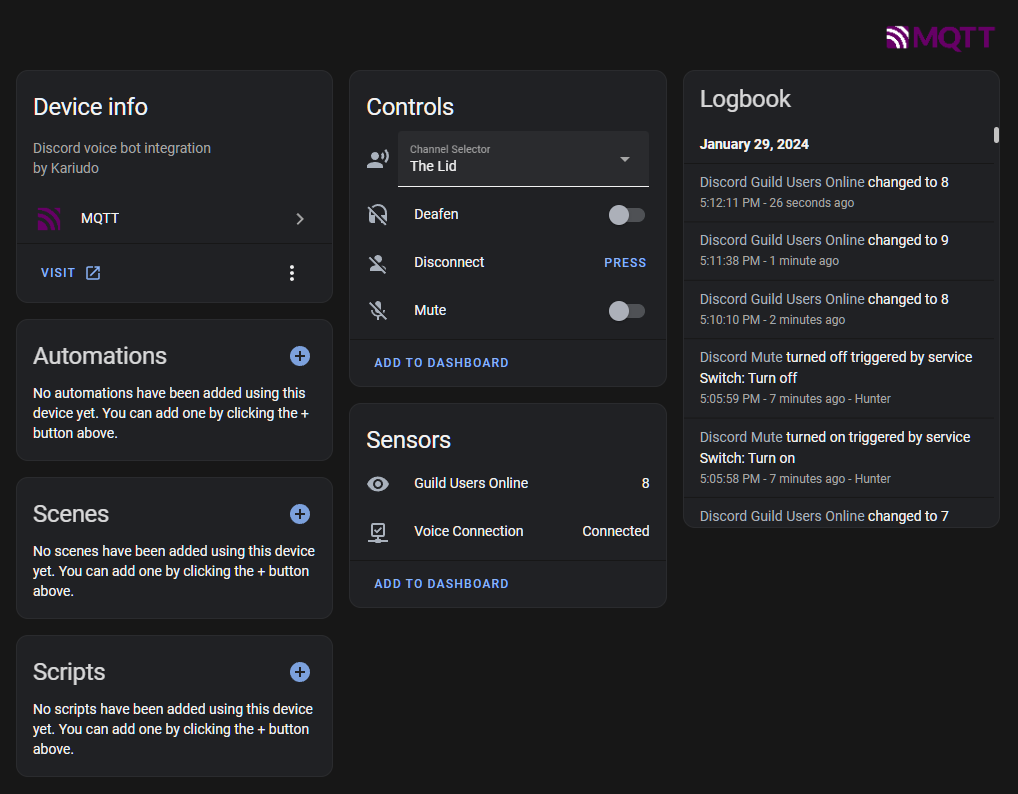 MQTT
Device info
Discord voice bot integration
by Kariudo
MQTT
VISIT
Automations
No automations have been added using this
device yet. You can add one by clicking the +
button above.
Scenes
No scenes have been added using this device
yet. You can add one by clicking the + button
above.
Scripts
No scripts have been added using this device
yet. You can add one by clicking the + button
above.
Controls
Channel Selector
The Lid
Deafen
Disconnect PRESS
Mute
ADD TO DASHBOARD
Sensors
Guild Users Online 8
Voice Connection Connected
ADD TO DASHBOARD
Logbook
January 29, 2024
Discord Guild Users Online changed to 8
5:12:11 PM - 26 seconds ago
Discord Guild Users Online changed to 9
5:11:38 PM - 1 minute ago
Discord Guild Users Online changed to 8
5:10:10 PM - 2 minutes ago
Discord Mute turned off triggered by service
Switch: Turn off
5:05:59 PM - 7 minutes ago - Hunter
Discord Mute turned on triggered by service
Switch: Turn on
5:05:58 PM - 7 minutes ago - Hunter
Discord Guild Users Online changed to 7